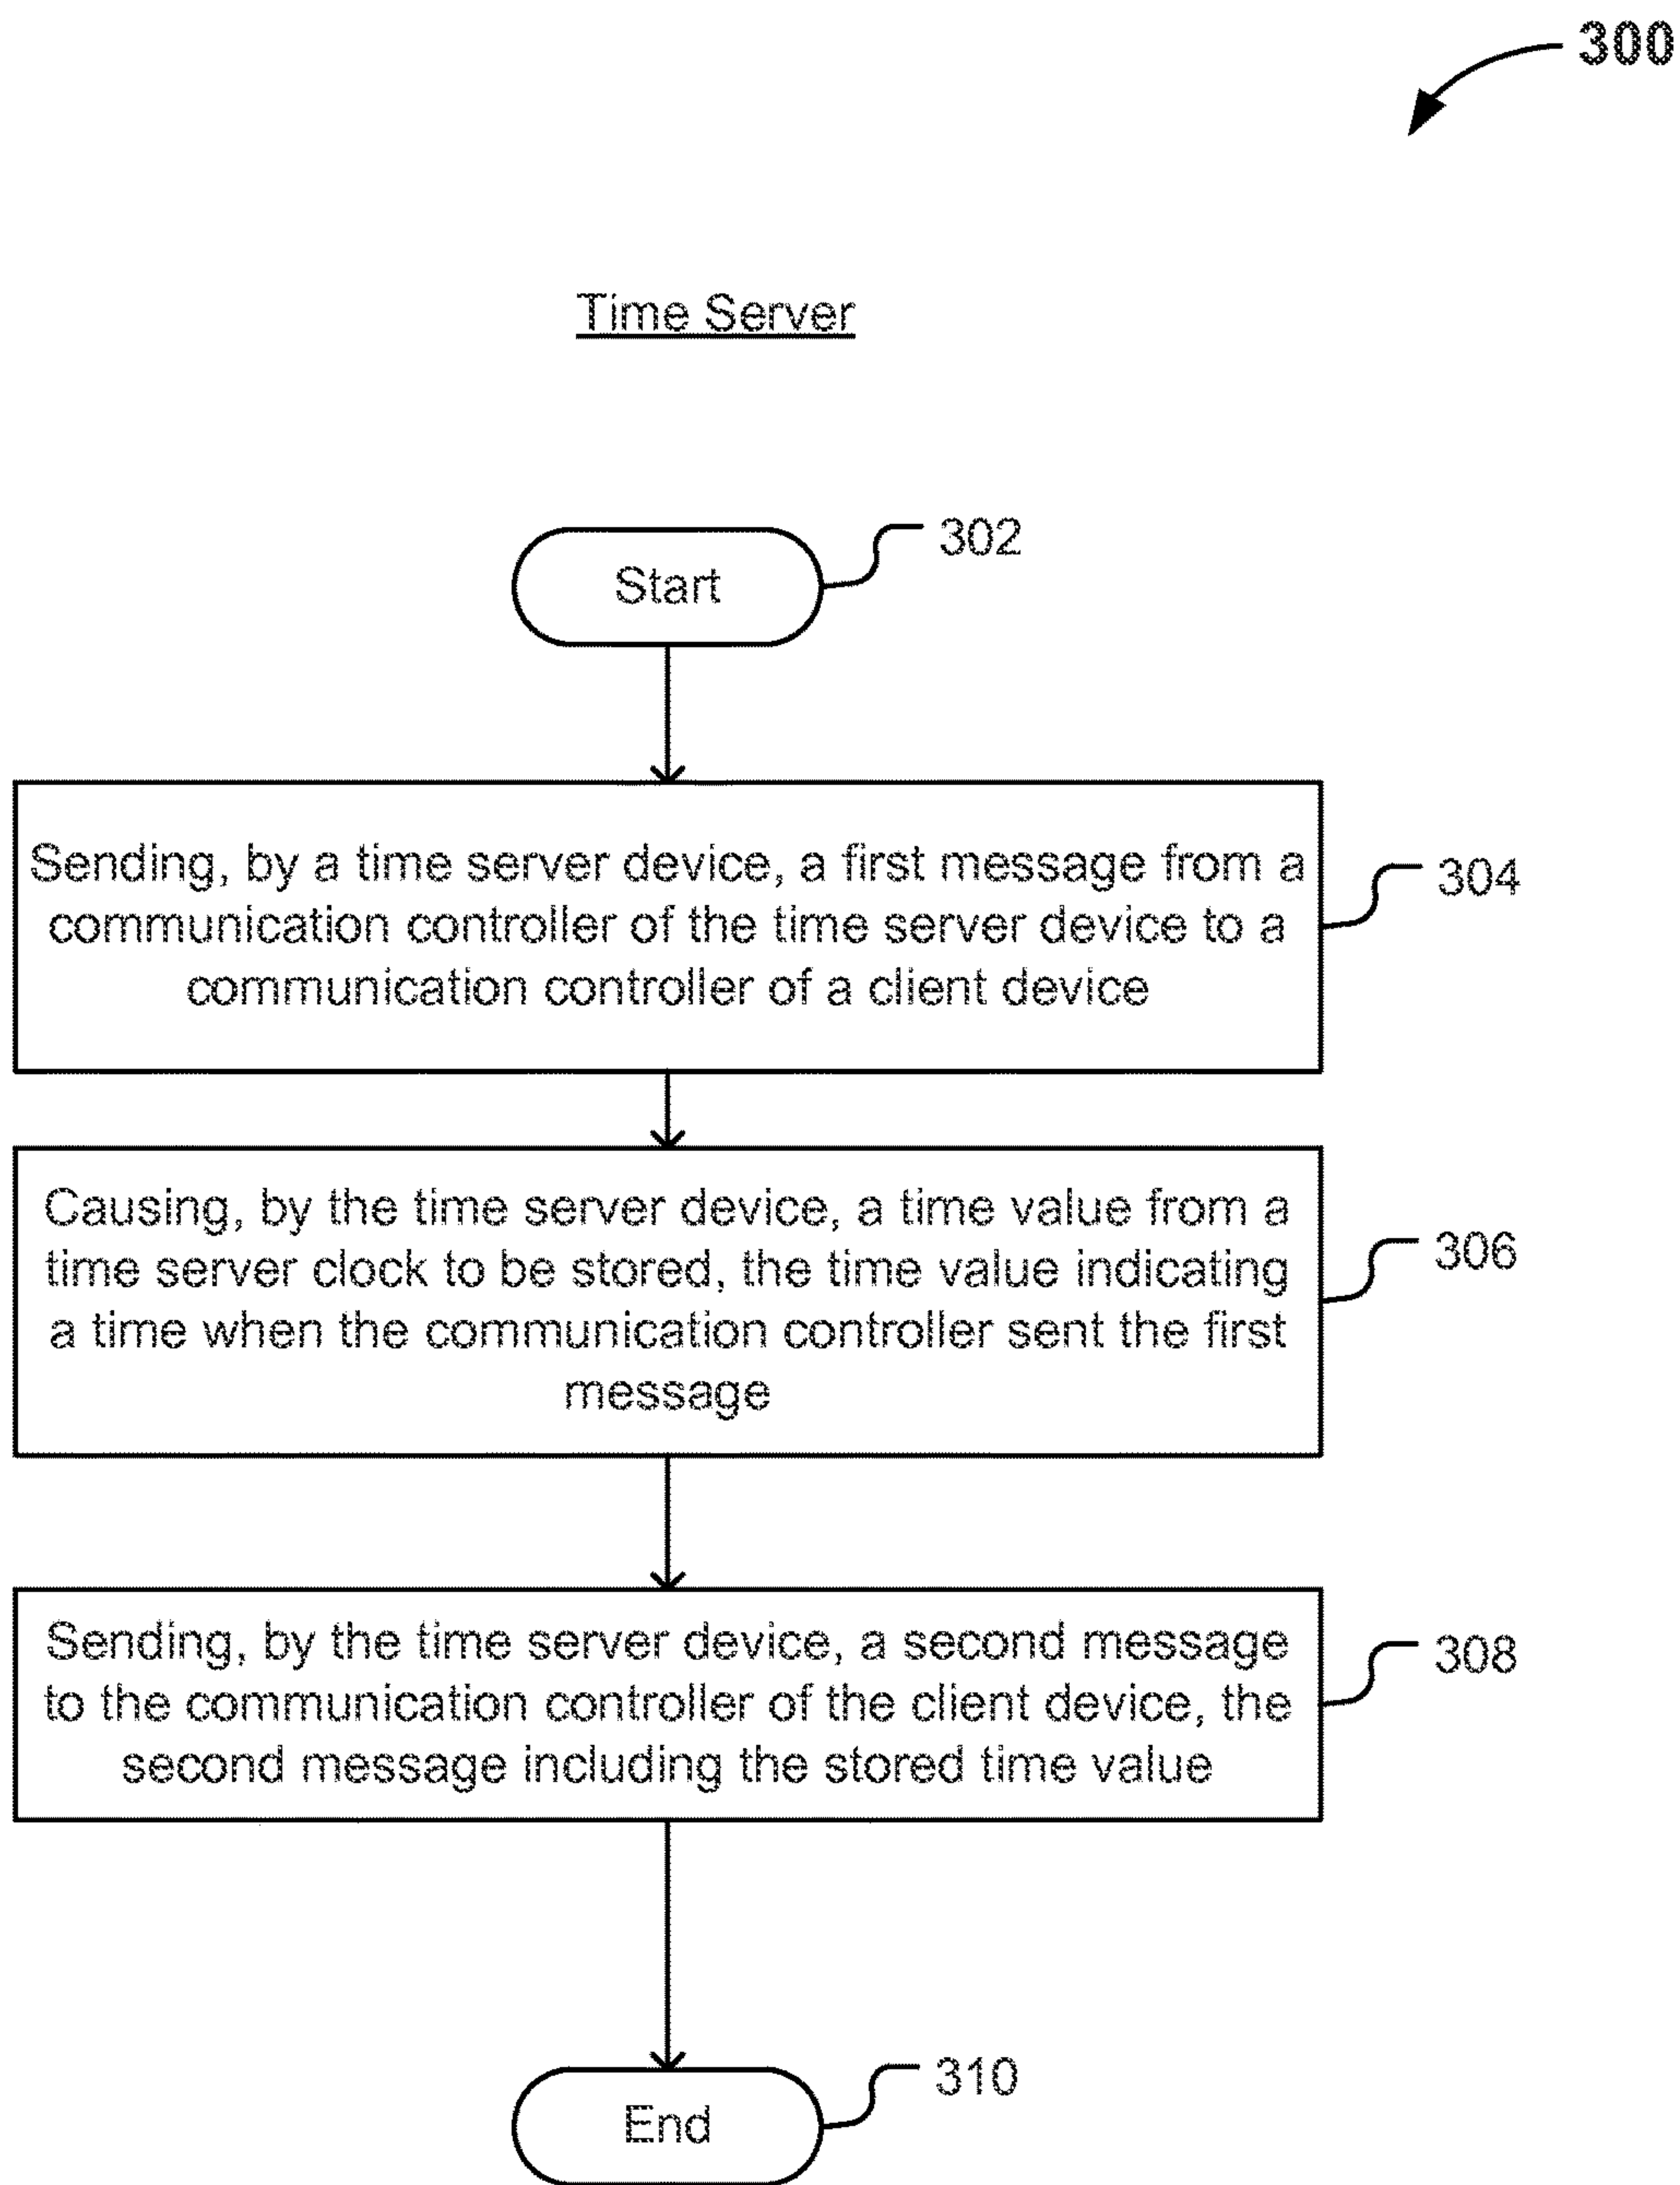 300
Time Server
Start
302
Sending, by a time server device, a first message from a
communication controller of the time server device to a
communication controller of a client device
304
Causing, by the time server device, a time value from a
time server clock to be stored, the time value indicating
a time when the communication controller sent the first
message
306
Sending, by the time server device, a second message
to the communication controller of the client device, the
second message including the stored time value
308
End
310